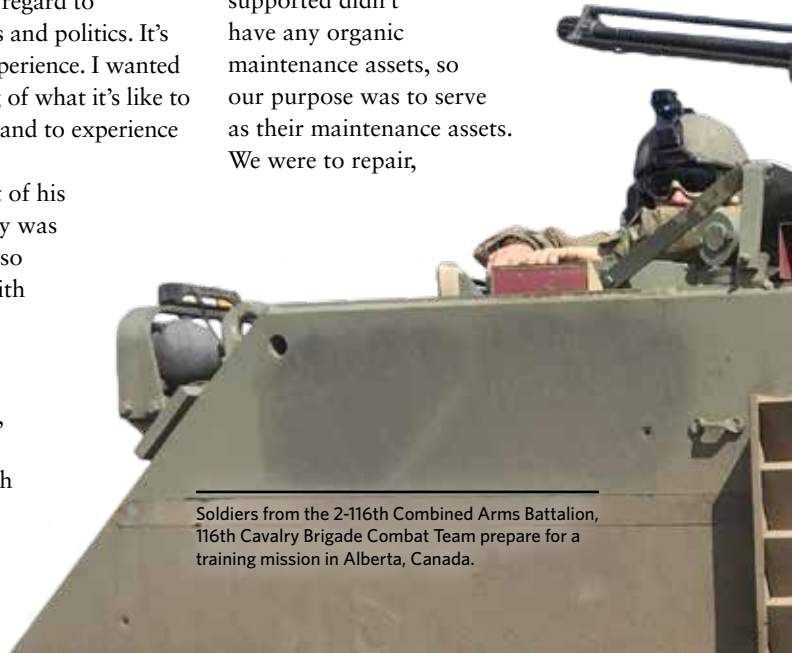 regard to
s and politics. It's
perience. I wanted
g of what it's like to
and to experience
t of his
y was
so
ith
,
h
supported didn't
have any organic
maintenance assets, so
our purpose was to serve
as their maintenance assets.
We were to repair,
Soldiers from the 2-116th Combined Arms Battalion,
116th Cavalry Brigade Combat Team prepare for a
training mission in Alberta, Canada.